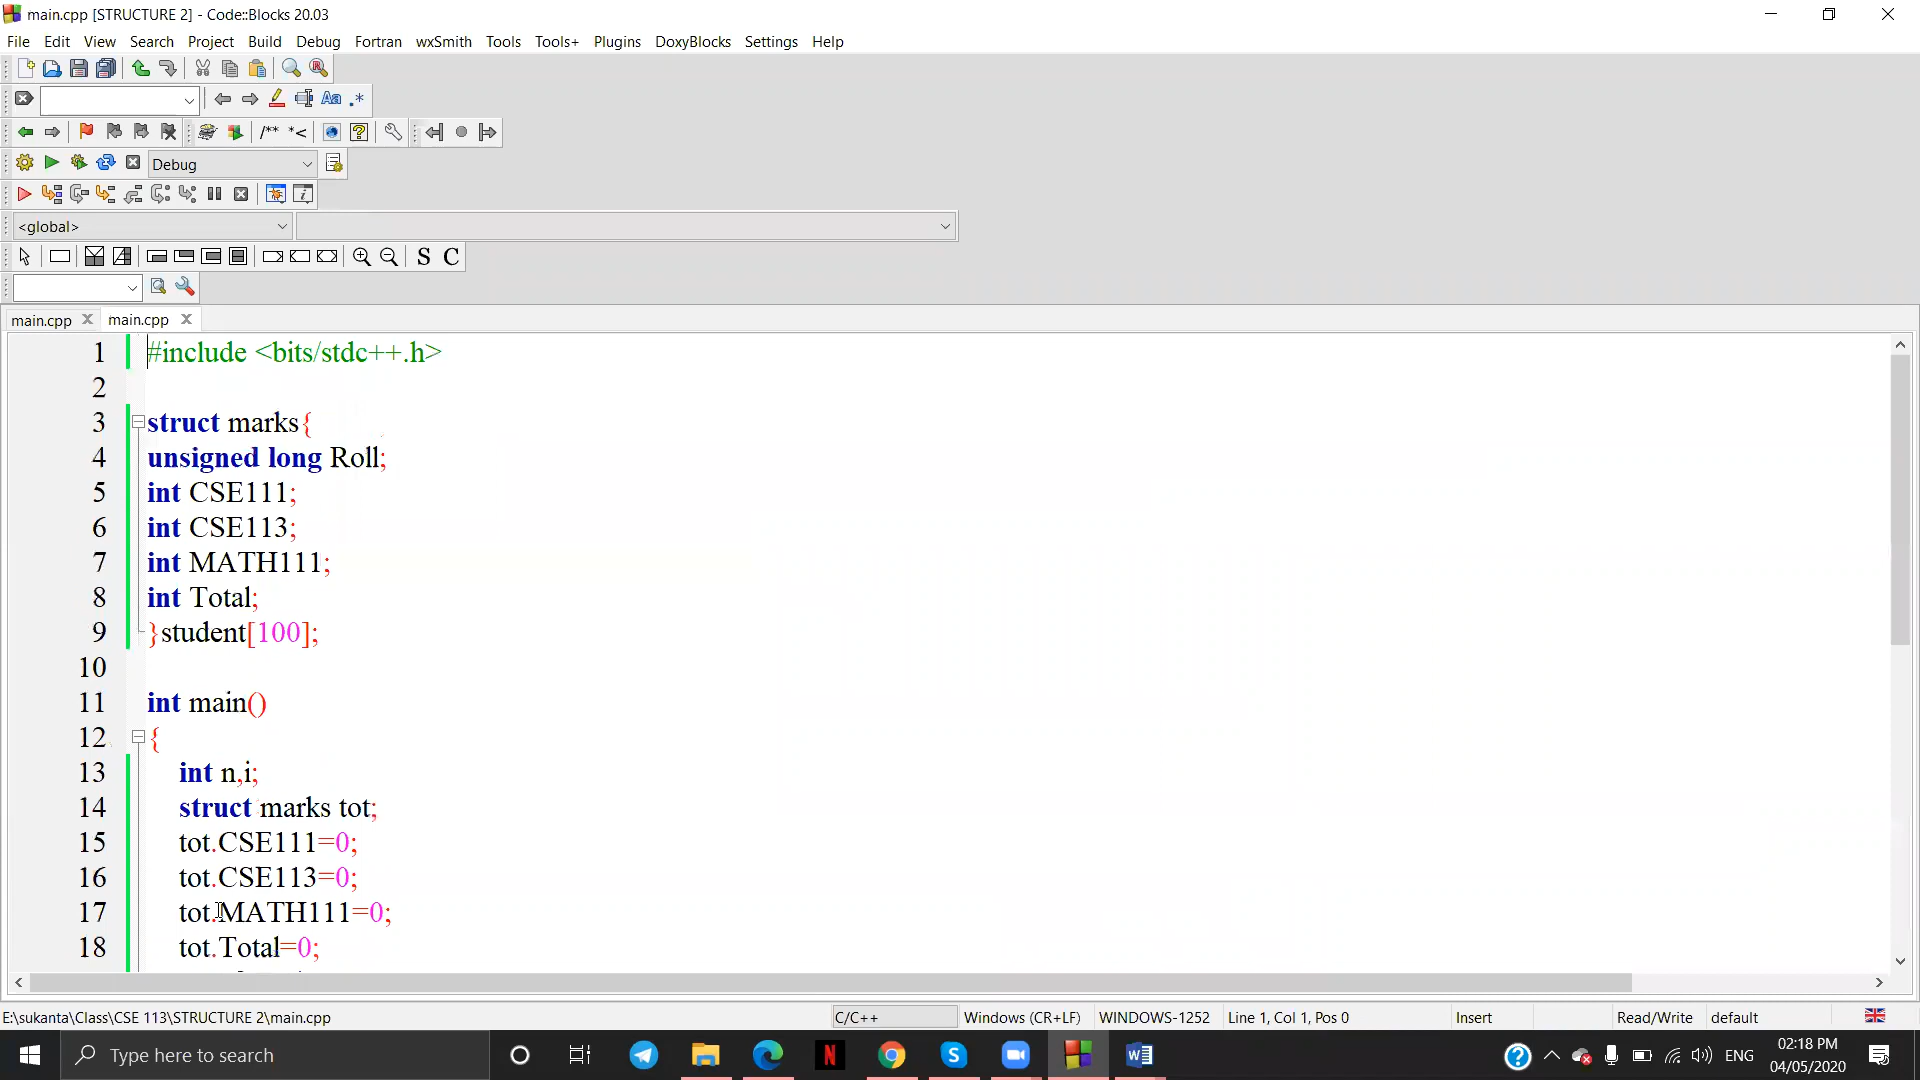 main.cpp [STRUCTURE 2] - Code::Blocks 20.03
File Edit View Search Project Build Debug Fortran wxSmith Tools Tools+ Plugins DoxyBlocks Settings Help
Aa .*
/** *<
Debug
<global>
S C
main.cpp main.cpp
1 #include <bits/stdc++.h>
2
3 struct marks{
4 unsigned long Roll;
5 int CSE111;
6 int CSE113;
7 int MATH111;
8 int Total;
9 }student[100];
10
11 int main()
12 {
13 int n,i;
14 struct marks tot;
15 tot.CSE111=0;
16 tot.CSE113=0;
17 tot.MATH111=0;
18 tot.Total=0;
E:\sukanta\Class\CSE 113\STRUCTURE 2\main.cpp C/C++ Windows (CR+LF) WINDOWS-1252 Line 1, Col 1, Pos 0 Insert Read/Write default
Type here to search ENG 02:18 PM
04/05/2020